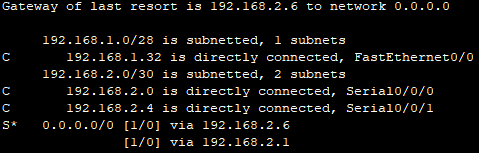 Gateway of last resort is 192.168.2.6 to network 0.0.0.0
192.168.1.0/28 is subnetted, 1 subnets
C 192.168.1.32 is directly connected, FastEthernet0/0
192.168.2.0/30 is subnetted, 2 subnets
C 192.168.2.0 is directly connected, Serial0/0/0
C 192.168.2.4 is directly connected, Serial0/0/1
S* 0.0.0.0/0 [1/0] via 192.168.2.6
[1/0] via 192.168.2.1